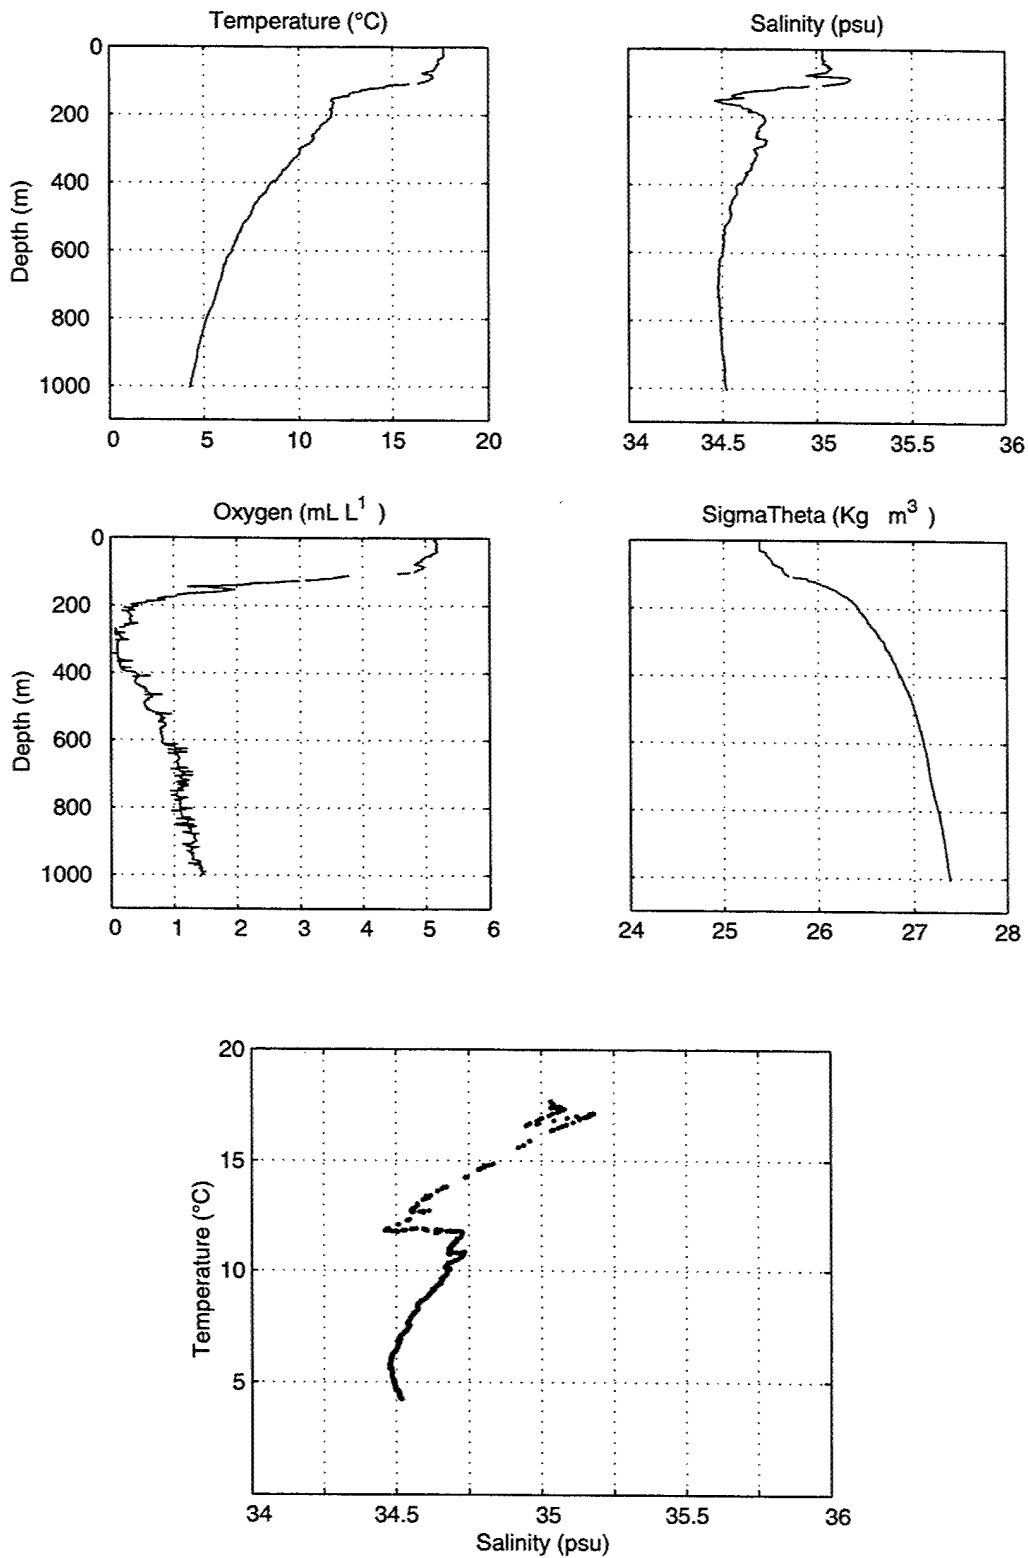 Temperature (°C)
0
200
400
600
800
1000
Depth (m)
0 5 10 15 20
Salinity (psu)
34 34.5 35 35.5 36
Oxygen (mL L1 )
0
200
400
600
800
1000
Depth (m)
0 1 2 3 4 5 6
SigmaTheta (Kg m3 )
24 25 26 27 28
20
15
10
5
Temperature (°C)
34 34.5 35 35.5 36
Salinity (psu)